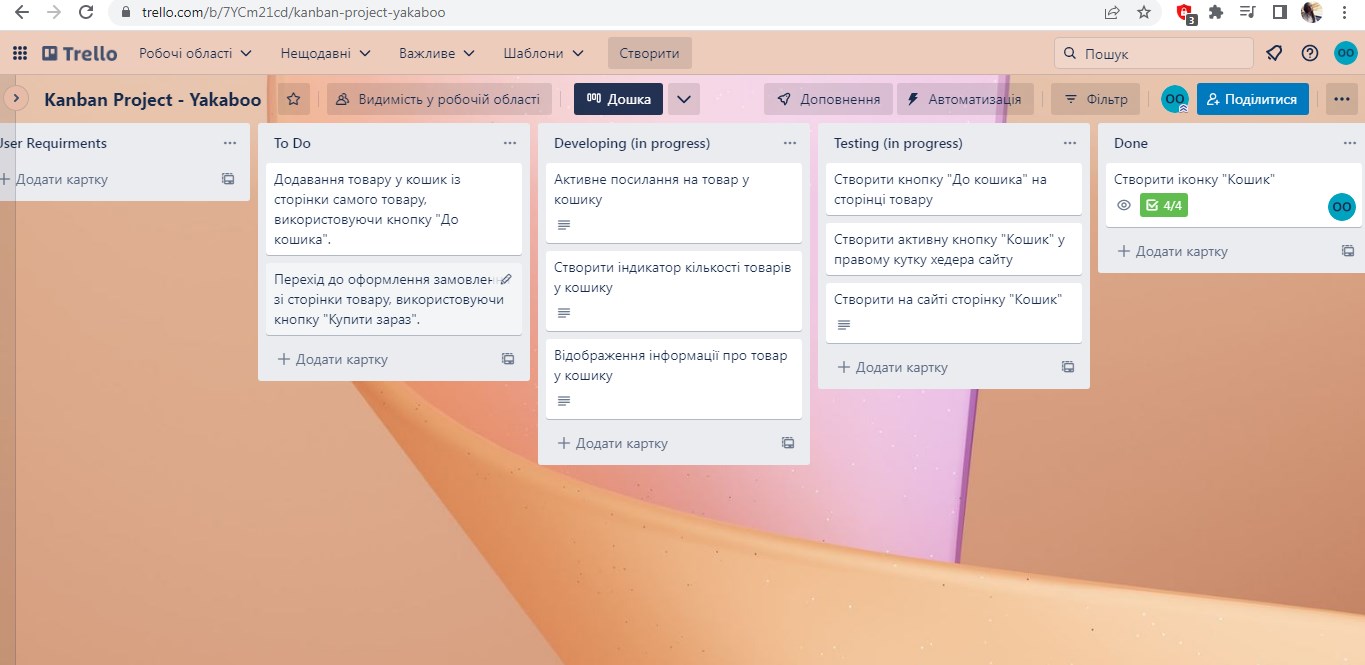 trello.com/b/7YCm21cd/kanban-project-yakaboo
3
Trello
Робочі області
Нещодавні
Важливе
Шаблони
Створити
Пошук
OO
Kanban Project - Yakaboo
Видимість у робочій області
Дошка
Доповнення
Автоматизація
Фільтр
OO
Поділитися
User Requirments
Додати картку
To Do
Додавання товару у кошик із
сторінки самого товару,
використовуючи кнопку "До
кошика".
Перехід до оформлення
зі сторінки товару, використовуючи
кнопку "Купити зараз".
Додати картку
Developing (in progress)
Активне посилання на товар у
кошику
Створити індикатор кількості товарів
у кошику
Відображення інформації про товар
у кошику
Додати картку
Testing (in progress)
Створити кнопку "До кошика" на
сторінці товару
Створити активну кнопку "Кошик" у
правому кутку хедера сайту
Створити на сайті сторінку "Кошик"
Додати картку
Done
Створити іконку "Кошик"
4/4
OO
Додати картку